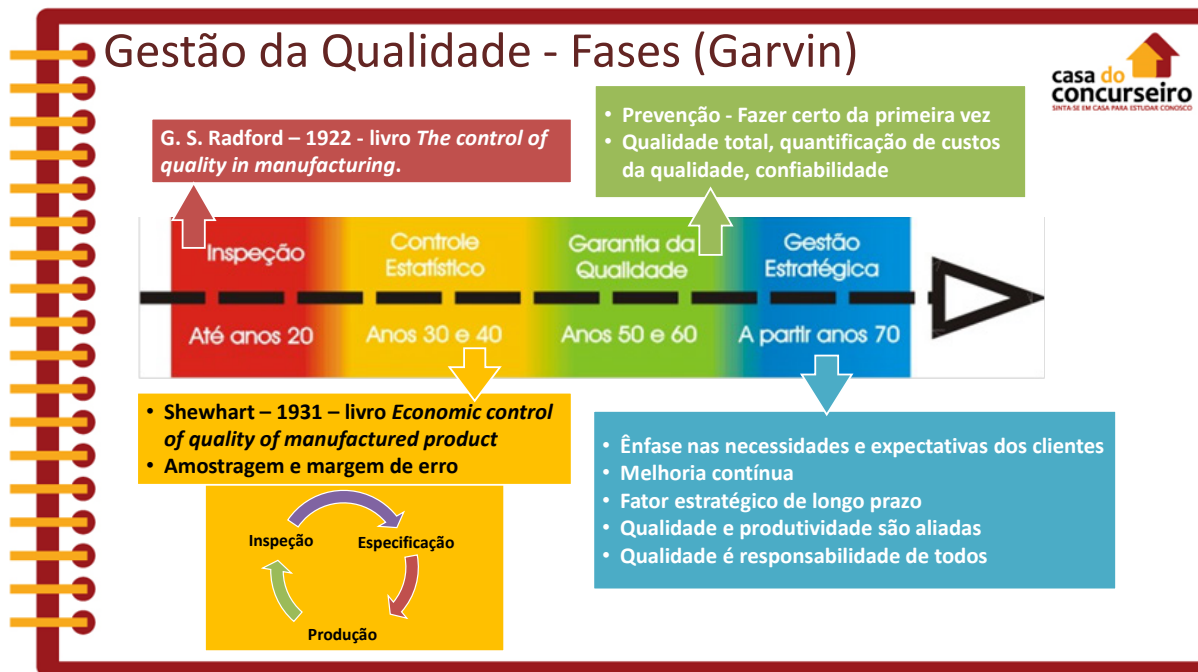 Gestão da Qualidade - Fases (Garvin)
casa do
concurseiro
SINTA-SE EM CASA PARA ESTUDAR CONOSCO
G. S. Radford – 1922 - livro The control of
quality in manufacturing.
• Prevenção - Fazer certo da primeira vez
• Qualidade total, quantificação de custos
da qualidade, confiabilidade
Inspeção
Controle
Estatístico
Garantia da
Qualidade
Gestão
Estratégica
Até anos 20
Anos 30 e 40
Anos 50 e 60
A partir anos 70
• Shewhart – 1931 – livro Economic control
of quality of manufactured product
• Amostragem e margem de erro
Inspeção
Especificação
Produção
• Ênfase nas necessidades e expectativas dos clientes
• Melhoria contínua
• Fator estratégico de longo prazo
• Qualidade e produtividade são aliadas
• Qualidade é responsabilidade de todos